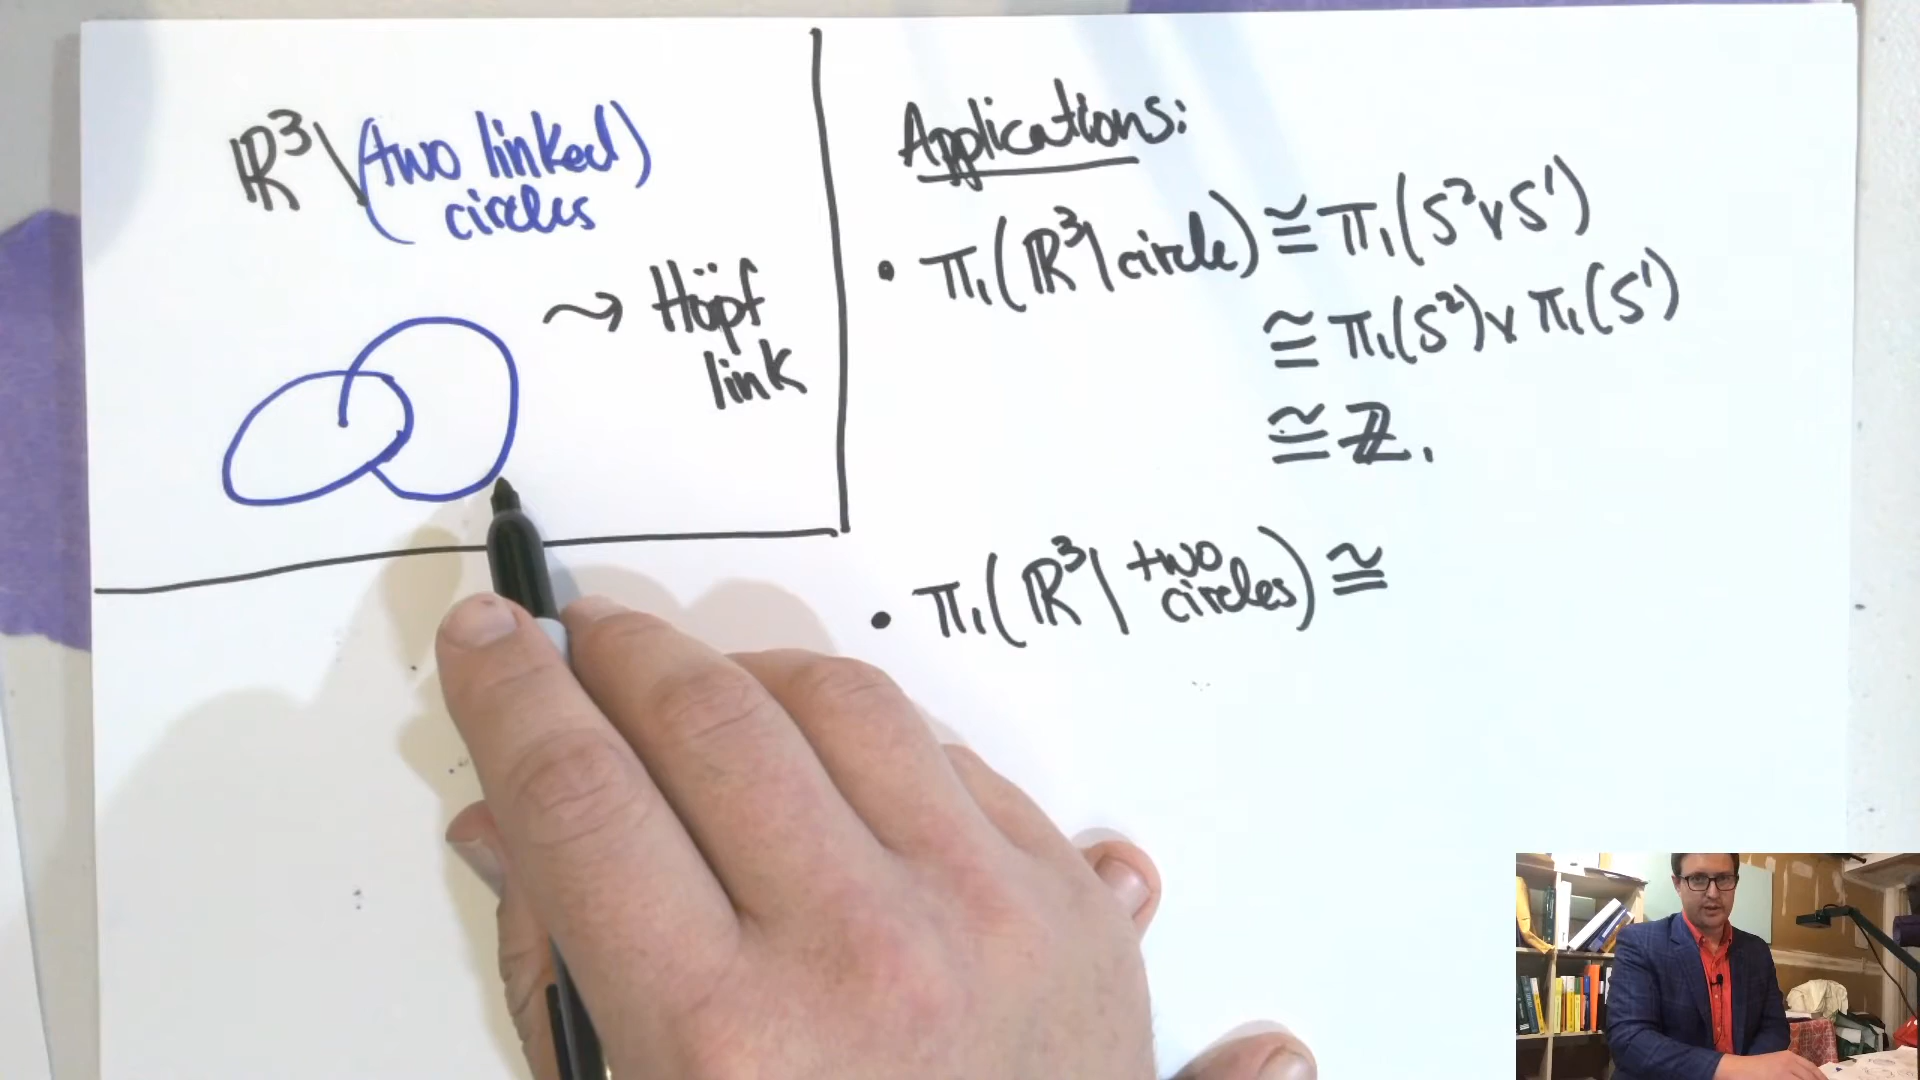 ℝ³\(two linked)
circles
⇝ Höpf
link
Applications:
• π₁(ℝ³\circle) ≅ π₁(S²∨S¹)
≅ π₁(S²)∨π₁(S¹)
≅ ℤ.
• π₁(ℝ³\ two
circles) ≅